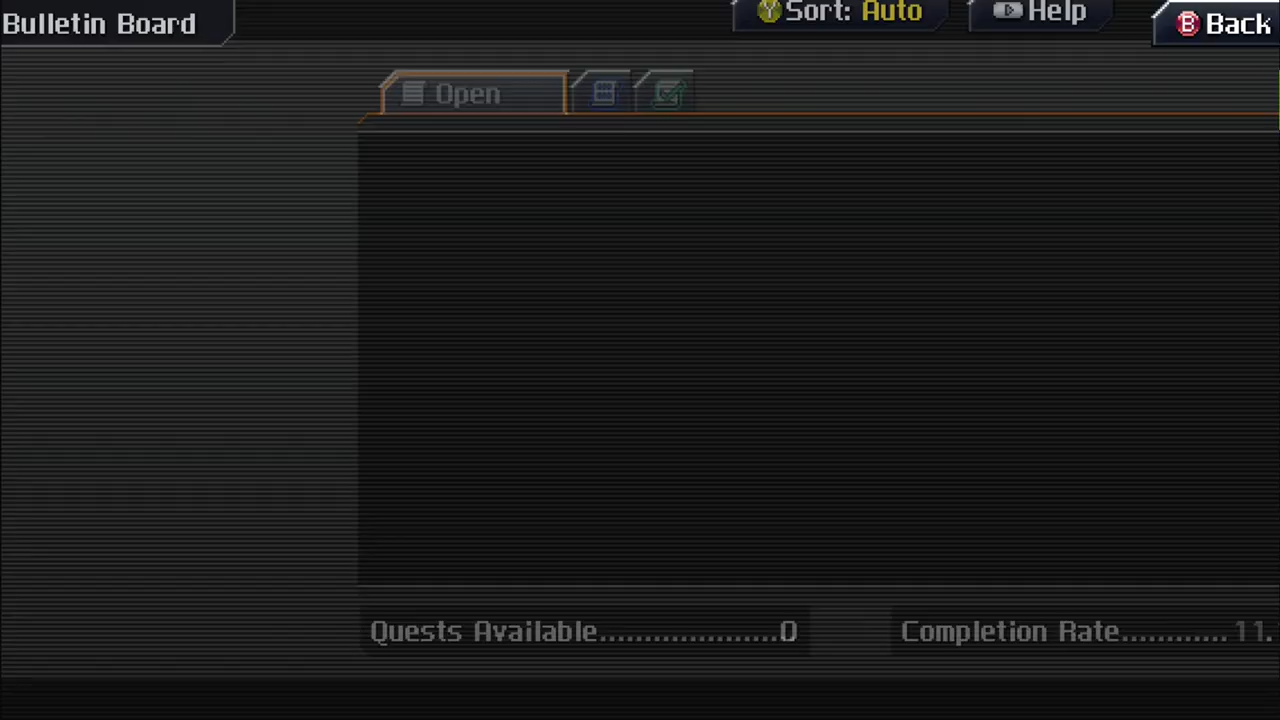 Bulletin Board
Y Sort: Auto
Help
B Back
Open
Quests Available....................0
Completion Rate............11.